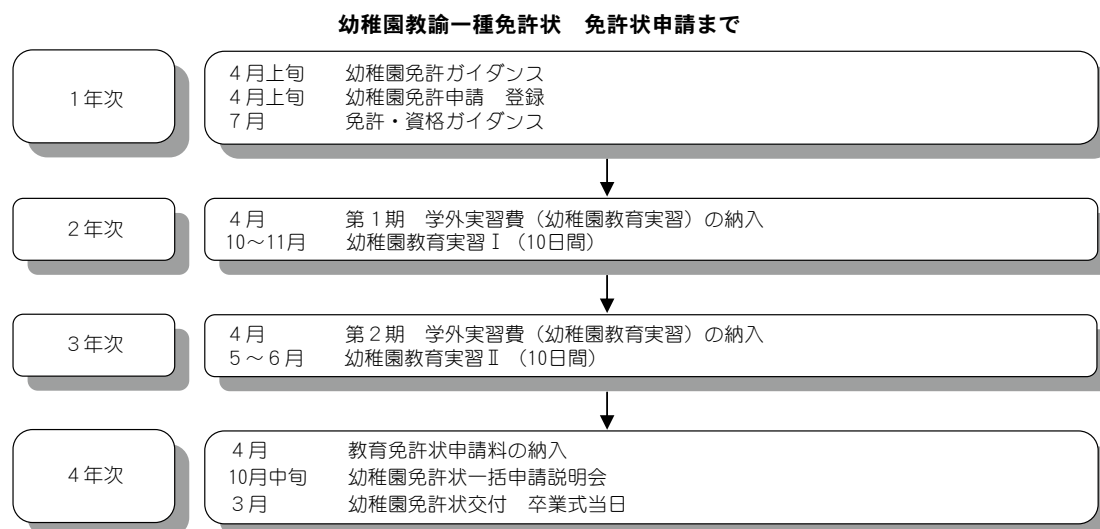 幼稚園教諭一種免許状　免許状申請まで
1年次
4月上旬　幼稚園免許ガイダンス
4月上旬　幼稚園免許申請　登録
7月　免許・資格ガイダンス
2年次
4月　第1期　学外実習費（幼稚園教育実習）の納入
10～11月　幼稚園教育実習Ⅰ（10日間）
3年次
4月　第2期　学外実習費（幼稚園教育実習）の納入
5～6月　幼稚園教育実習Ⅱ（10日間）
4年次
4月　教育免許状申請料の納入
10月中旬　幼稚園免許状一括申請説明会
3月　幼稚園免許状交付　卒業式当日